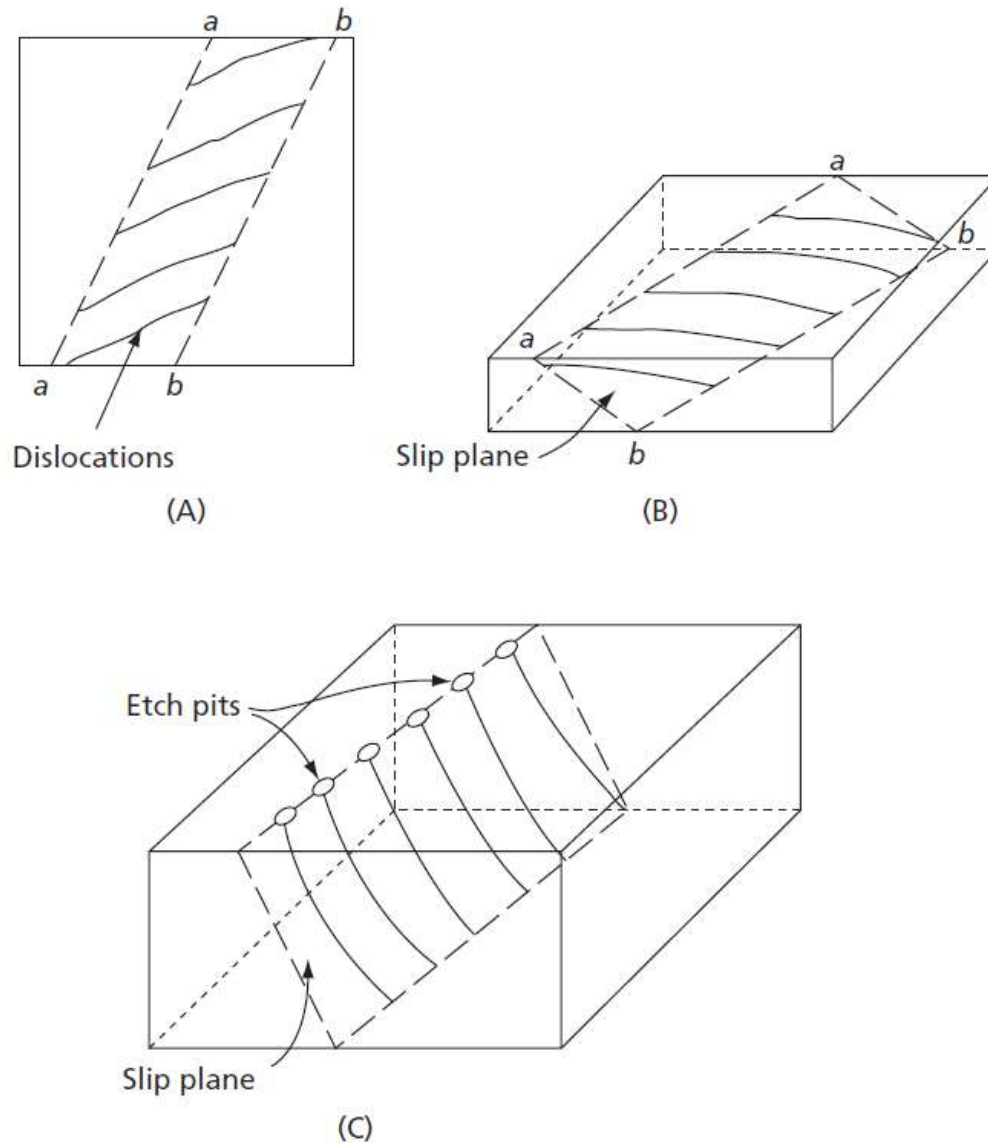 a b
a b
Dislocations
(A)
a
b
a
Slip plane
b
(B)
Etch pits
Slip plane
(C)